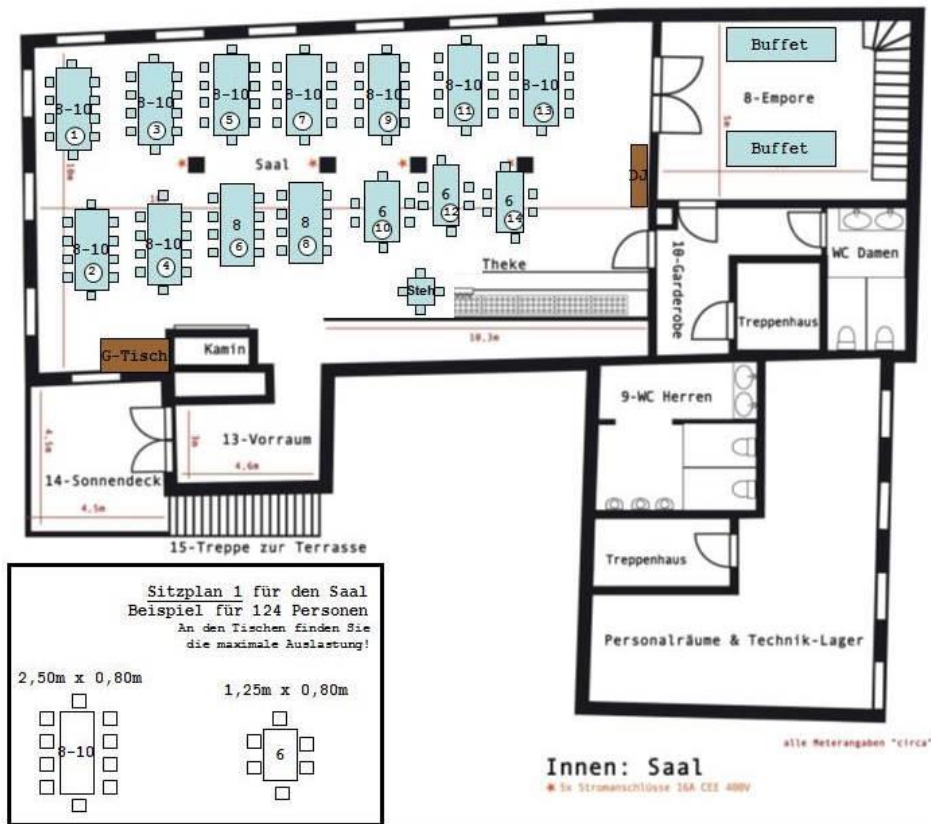 Buffet
8-10
8-10
8-10
8-10
8-10
8-10
8-10
1
3
5
7
9
11
13
8-Empore
5m
Buffet
Saal
10m
DJ
8-10
8-10
8
8
6
6
6
2
4
6
8
10
12
14
Theke
Steh
10-Garderobe
WC Damen
Treppenhaus
10,3m
G-Tisch
Kamin
9-WC Herren
13-Vorraum
3m
4,6m
4,5m
14-Sonnendeck
4,5m
15-Treppe zur Terrasse
Treppenhaus
Personalräume & Technik-Lager
Sitzplan 1 für den Saal
Beispiel für 124 Personen
An den Tischen finden Sie
die maximale Auslastung!
2,50m x 0,80m
1,25m x 0,80m
8-10
6
alle Meterangaben "circa"
Innen: Saal
* 5x Stromanschlüsse 16A CEE 400V